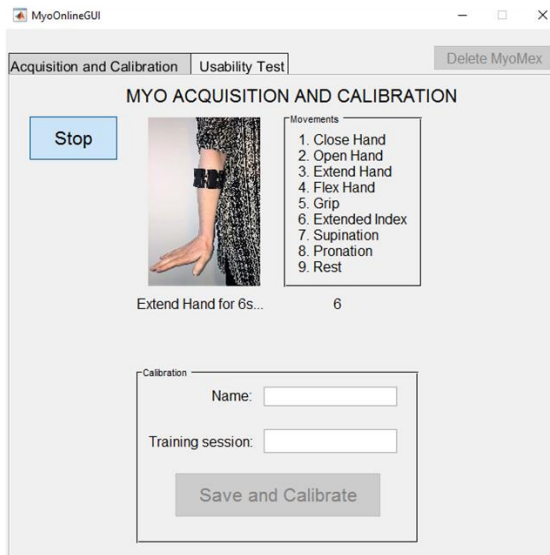 MyoOnlineGUI
Delete MyoMex
Acquisition and Calibration
Usability Test
MYO ACQUISITION AND CALIBRATION
Stop
Movements
1. Close Hand
2. Open Hand
3. Extend Hand
4. Flex Hand
5. Grip
6. Extended Index
7. Supination
8. Pronation
9. Rest
Extend Hand for 6s...
6
Calibration
Name:
Training session:
Save and Calibrate